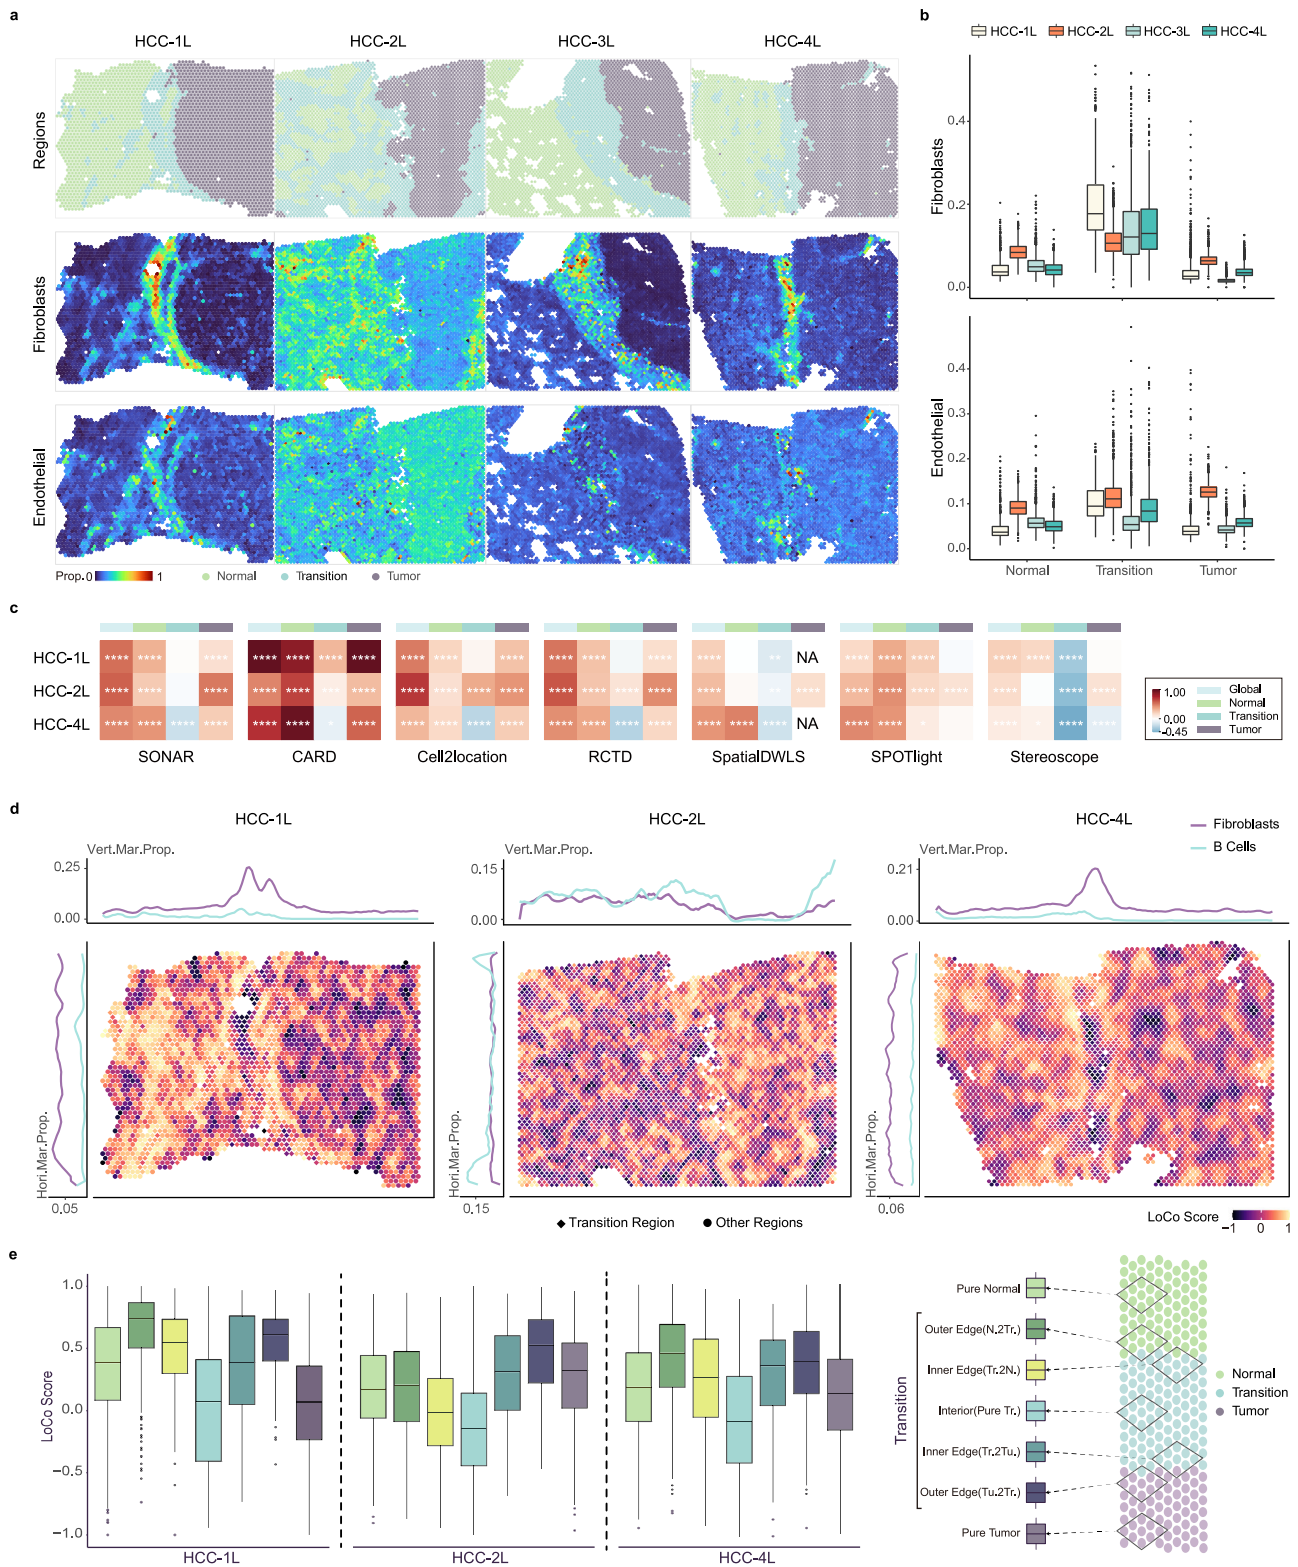 a
HCC-1L HCC-2L HCC-3L HCC-4L
Regions
Fibroblasts
Endothelial
Prop. 0 1 Normal Transition Tumor
b
HCC-1L HCC-2L HCC-3L HCC-4L
Fibroblasts
0.4
0.2
0.0
Endothelial
0.4
0.3
0.2
0.1
0.0
Normal Transition Tumor
c
HCC-1L **** **** **** **** **** **** **** **** **** **** **** **** **** **** ** NA **** **** **** **** **** ****
HCC-2L
HCC-4L
NA
SONAR CARD Cell2location RCTD SpatialDWLS SPOTlight Stereoscope
1.00
0.00
-0.45
Global
Normal
Transition
Tumor
d
HCC-1L HCC-2L HCC-4L
Fibroblasts
B Cells
Vert.Mar.Prop.
0.25
0.00
Hori.Mar.Prop.
0.05
Vert.Mar.Prop.
0.15
0.00
Hori.Mar.Prop.
0.15
Vert.Mar.Prop.
0.21
0.00
Hori.Mar.Prop.
0.06
Transition Region Other Regions
LoCo Score
−1 0 1
e
LoCo Score
1.0
0.5
0.0
−0.5
−1.0
HCC-1L HCC-2L HCC-4L
Transition
Pure Normal
Outer Edge(N.2Tr.)
Inner Edge(Tr.2N.)
Interior(Pure Tr.)
Inner Edge(Tr.2Tu.)
Outer Edge(Tu.2Tr.)
Pure Tumor
Normal
Transition
Tumor